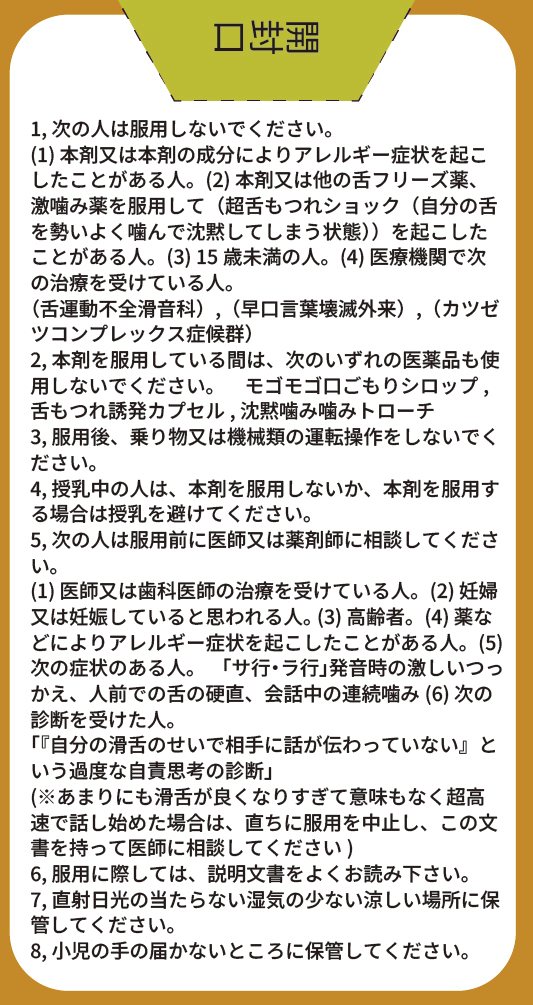 開封口
1, 次の人は服用しないでください。
(1) 本剤又は本剤の成分によりアレルギー症状を起こ
したことがある人。(2) 本剤又は他の舌フリーズ薬、
激噛み薬を服用して（超舌もつれショック（自分の舌
を勢いよく噛んで沈黙してしまう状態））を起こした
ことがある人。(3) 15 歳未満の人。(4) 医療機関で次
の治療を受けている人。
（舌運動不全滑音科）,（早口言葉壊滅外来）,（カツゼ
ツコンプレックス症候群）
2, 本剤を服用している間は、次のいずれの医薬品も使
用しないでください。　モゴモゴ口ごもりシロップ ,
舌もつれ誘発カプセル , 沈黙噛み噛みトローチ
3, 服用後、乗り物又は機械類の運転操作をしないでく
ださい。
4, 授乳中の人は、本剤を服用しないか、本剤を服用す
る場合は授乳を避けてください。
5, 次の人は服用前に医師又は薬剤師に相談してくださ
い。
(1) 医師又は歯科医師の治療を受けている人。(2) 妊婦
又は妊娠していると思われる人。(3) 高齢者。(4) 薬な
どによりアレルギー症状を起こしたことがある人。(5)
次の症状のある人。　「サ行・ラ行」発音時の激しいつっ
かえ、人前での舌の硬直、会話中の連続噛み (6) 次の
診断を受けた人。
「『自分の滑舌のせいで相手に話が伝わっていない』と
いう過度な自責思考の診断」
(※あまりにも滑舌が良くなりすぎて意味もなく超高
速で話し始めた場合は、直ちに服用を中止し、この文
書を持って医師に相談してください )
6, 服用に際しては、説明文書をよくお読み下さい。
7, 直射日光の当たらない湿気の少ない涼しい場所に保
管してください。
8, 小児の手の届かないところに保管してください。